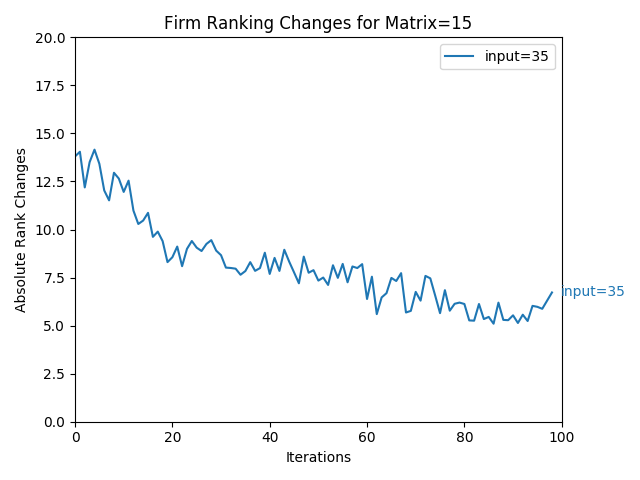 Firm Ranking Changes for Matrix=15
input=35
Absolute Rank Changes
20.0
17.5
15.0
12.5
10.0
7.5
5.0
2.5
0.0
input=35
0 20 40 60 80 100
Iterations